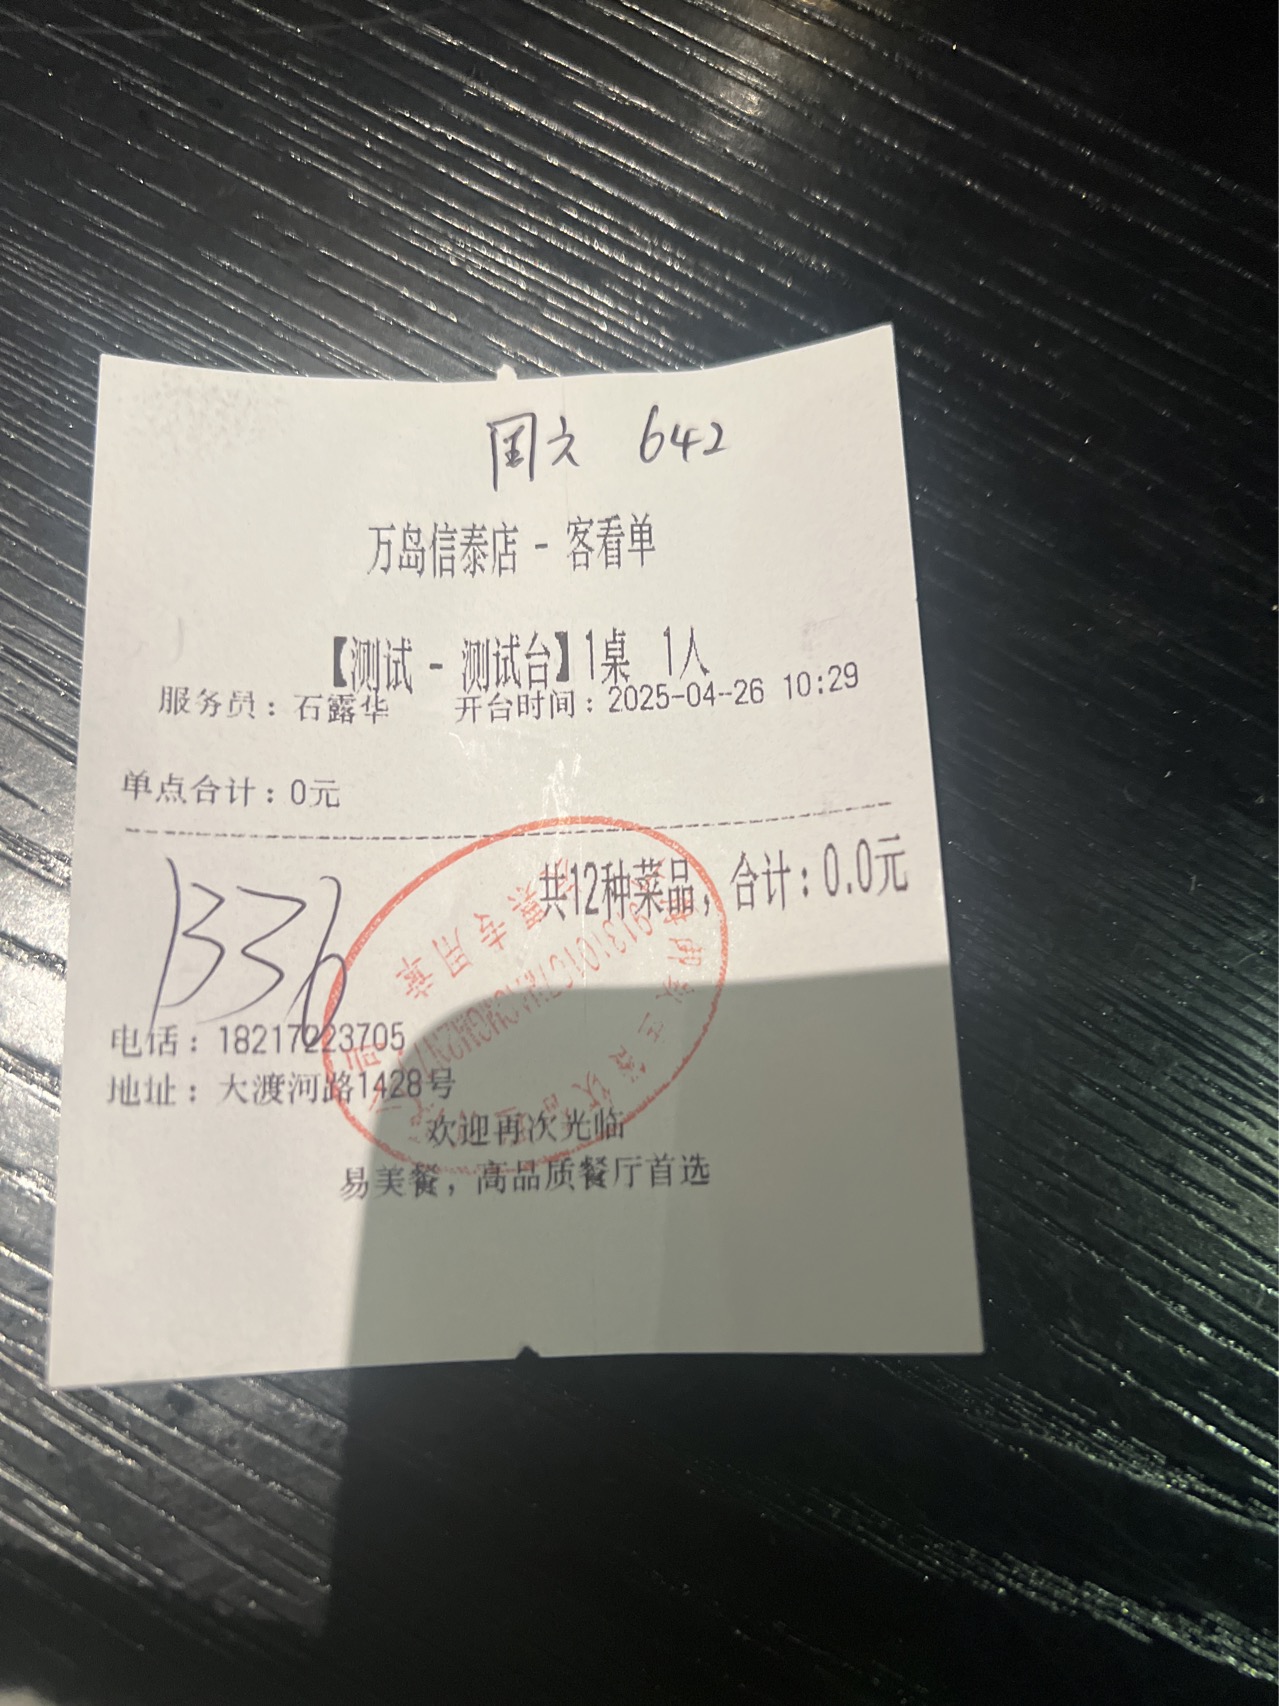 642
万岛信泰店 - 客看单
【测试 - 测试台】1桌 1人
服务员：石露华 开台时间：2025-04-26 10:29
单点合计：0元
共12种菜品，合计：0.0元
B36
电话：18217223705
地址：大渡河路1428号
欢迎再次光临
易美餐，高品质餐厅首选
专用章